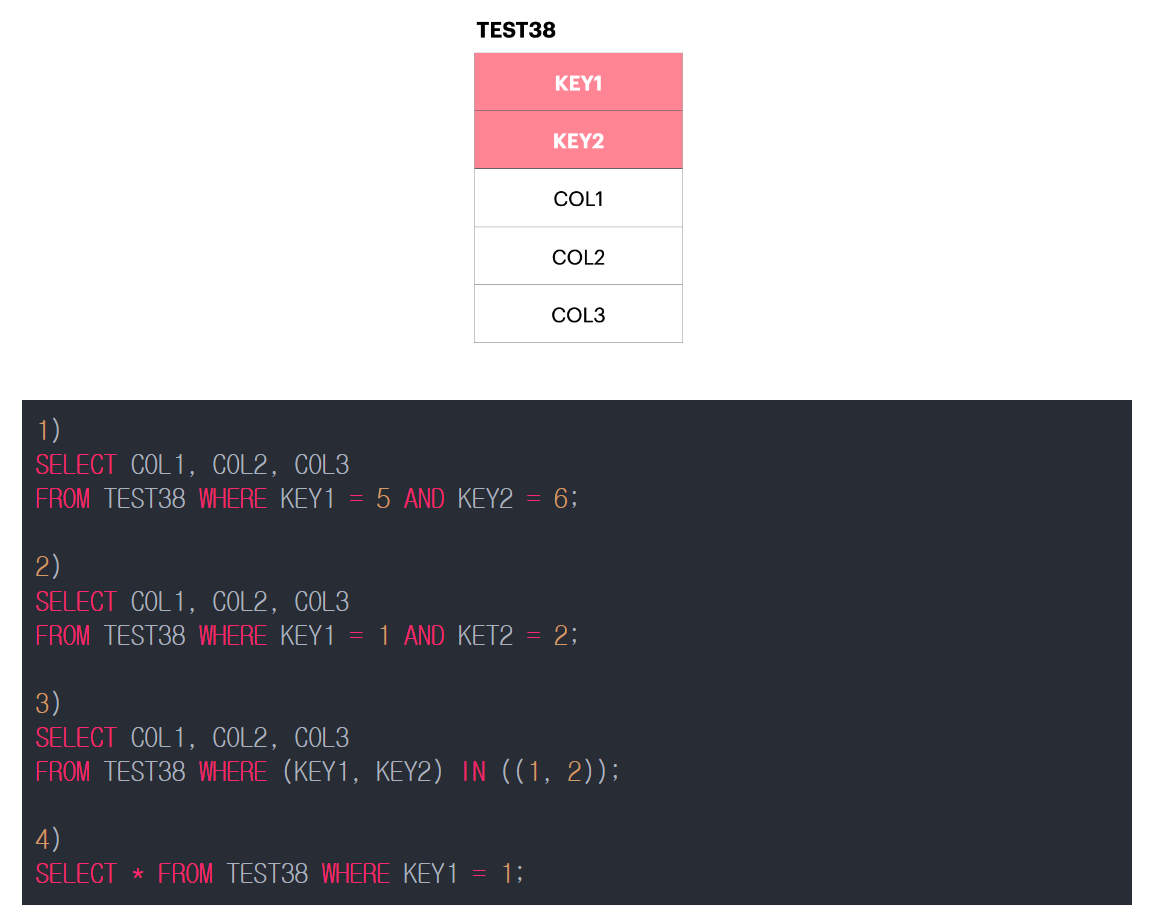 TEST38
KEY1
KEY2
COL1
COL2
COL3
1)
SELECT COL1, COL2, COL3
FROM TEST38 WHERE KEY1 = 5 AND KEY2 = 6;
2)
SELECT COL1, COL2, COL3
FROM TEST38 WHERE KEY1 = 1 AND KET2 = 2;
3)
SELECT COL1, COL2, COL3
FROM TEST38 WHERE (KEY1, KEY2) IN ((1, 2));
4)
SELECT * FROM TEST38 WHERE KEY1 = 1;